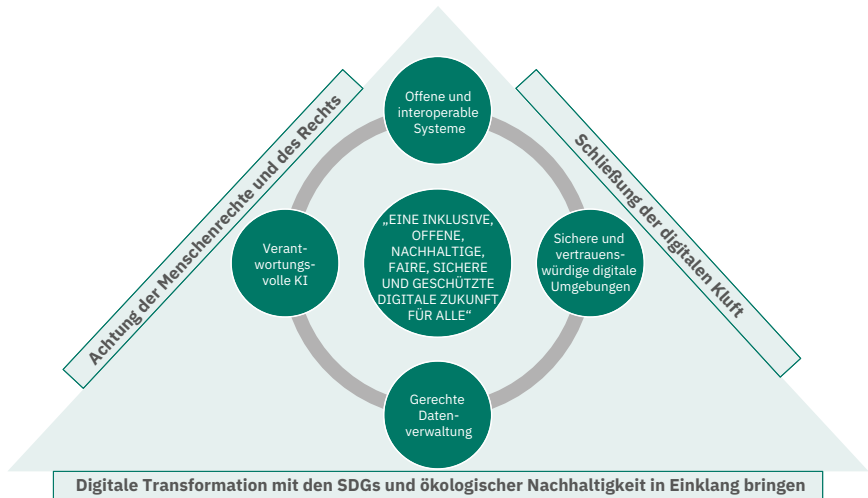 Offene und
interoperable
Systeme
Achtung der Menschenrechte und des Rechts
Schließung der digitalen Kluft
Verant-
wortungs-
volle KI
„EINE INKLUSIVE,
OFFENE,
NACHHALTIGE,
FAIRE, SICHERE
UND GESCHÜTZTE
DIGITALE ZUKUNFT
FÜR ALLE“
Sichere und
vertrauens-
würdige digitale
Umgebungen
Gerechte
Daten-
verwaltung
Digitale Transformation mit den SDGs und ökologischer Nachhaltigkeit in Einklang bringen